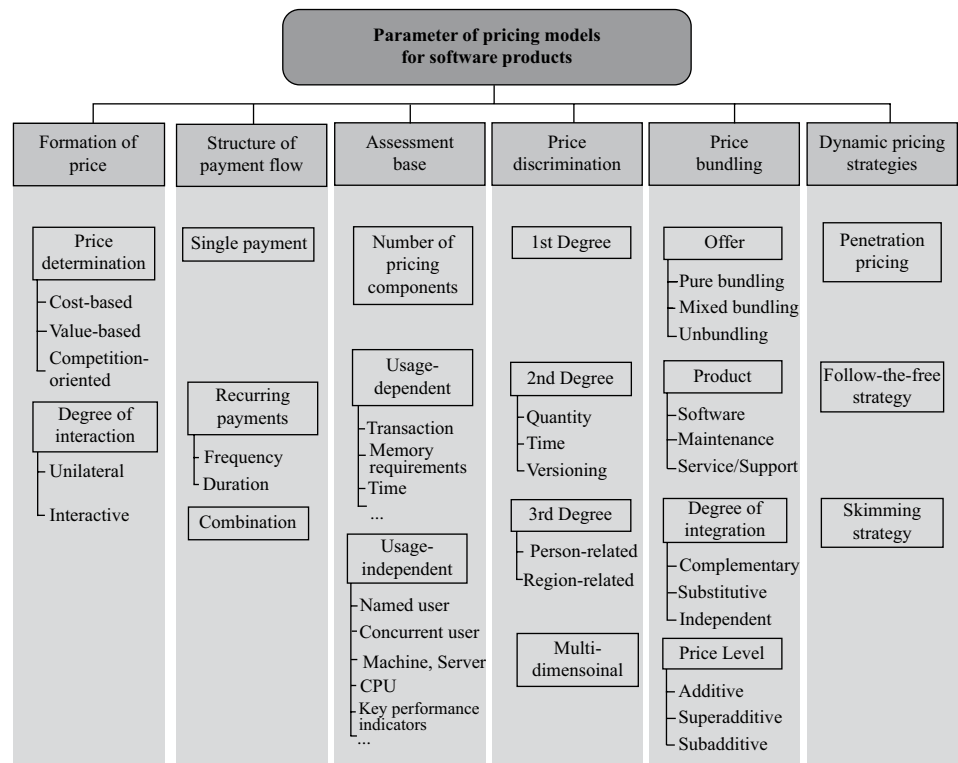 Parameter of pricing models
for software products
Formation of
price
Price
determination
Cost-based
Value-based
Competition-
oriented
Degree of
interaction
Unilateral
Interactive
Structure of
payment flow
Single payment
Recurring
payments
Frequency
Duration
Combination
Assessment
base
Number of
pricing
components
Usage-
dependent
Transaction
Memory
requirements
Time
...
Usage-
independent
Named user
Concurrent user
Machine, Server
CPU
Key performance
indicators
...
Price
discrimination
1st Degree
2nd Degree
Quantity
Time
Versioning
3rd Degree
Person-related
Region-related
Multi-
dimensoinal
Price
bundling
Offer
Pure bundling
Mixed bundling
Unbundling
Product
Software
Maintenance
Service/Support
Degree of
integration
Complementary
Substitutive
Independent
Price Level
Additive
Superadditive
Subadditive
Dynamic pricing
strategies
Penetration
pricing
Follow-the-free
strategy
Skimming
strategy